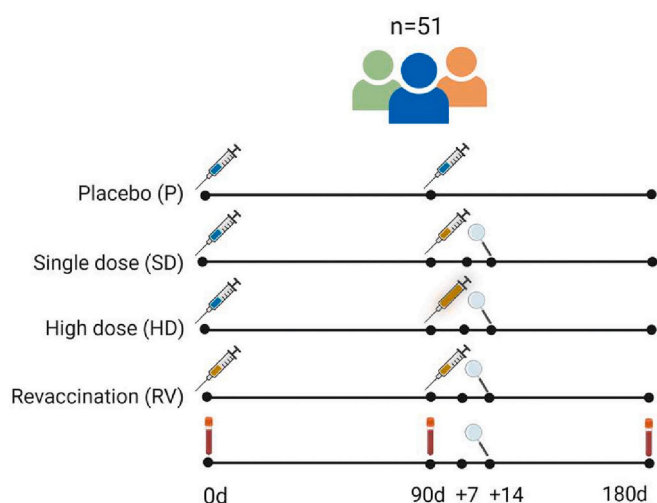 n=51
Placebo (P)
Single dose (SD)
High dose (HD)
Revaccination (RV)
0d 90d +7 +14 180d